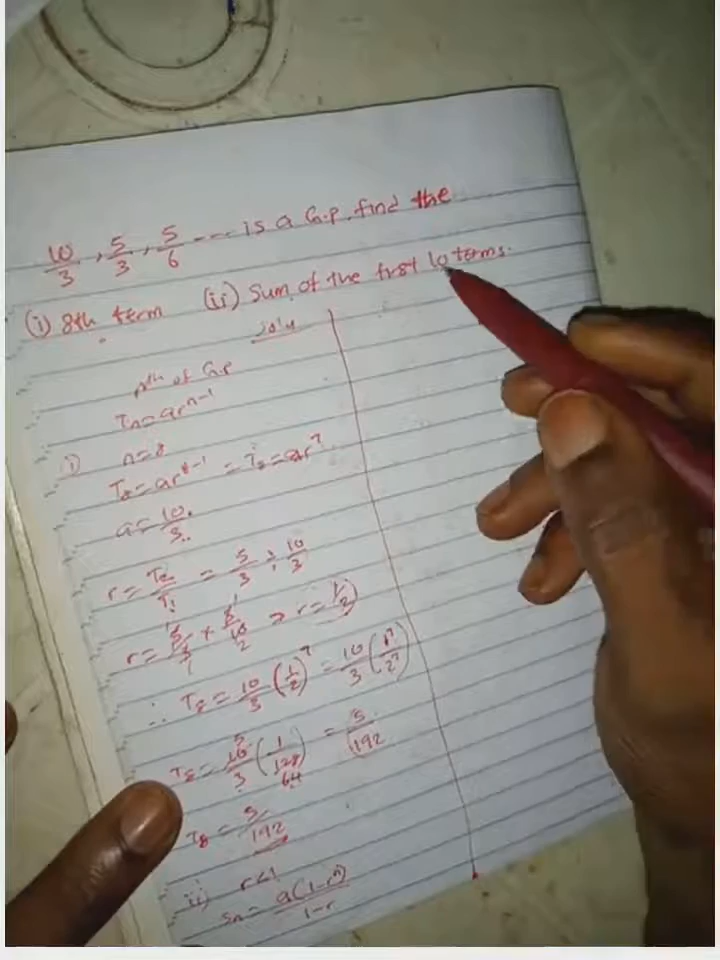 10/3, 5/3, 5/6 ---- is a G.p. find the
(i) 8th term (ii) Sum of the first 10 terms.
Soln
nth of G.p
Tn=ar^n-1
i) n=8
T8=ar^8-1 = T8=ar^7
a=10/3
r=T2/T1 = 5/3 ÷ 10/3
r=5/3 × 3/10 > r=1/2
∴ T8=10/3 (1/2)^7 = 10/3 (1^7/2^7)
T8=10/3 (1/128) = 5/192
5 64
T8=5/192
ii) r<1
Sn=a(1-r^n)/1-r